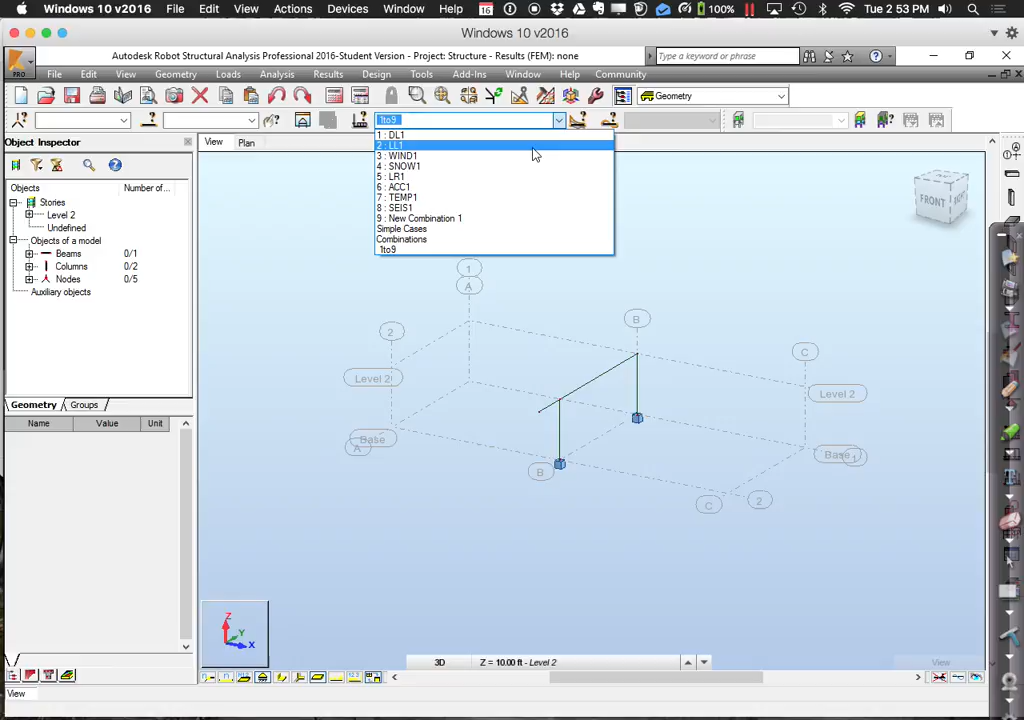 Windows 10 v2016 File Edit View Actions Devices Window Help 16 100% Tue 2 53 PM
Windows 10 v2016
PRO
Autodesk Robot Structural Analysis Professional 2016-Student Version - Project: Structure - Results (FEM): none
Type a keyword or phrase
File Edit View Geometry Loads Analysis Results Design Tools Add-Ins Window Help Community
Geometry
1to9
1 : DL1
2 : LL1
3 : WIND1
4 : SNOW1
5 : LR1
6 : ACC1
7 : TEMP1
8 : SEIS1
9 : New Combination 1
Simple Cases
Combinations
1to9
Object Inspector
Objects Number of...
Stories
Level 2
Undefined
Objects of a model
Beams 0/1
Columns 0/2
Nodes 0/5
Auxiliary objects
Geometry Groups
Name Value Unit
View Plan
FRONT RIGHT
1
A
2
B
C
Level 2
Level 2
Base
A
Base
1
B
C
2
Z
Y
X
3D Z = 10.00 ft - Level 2
View
View